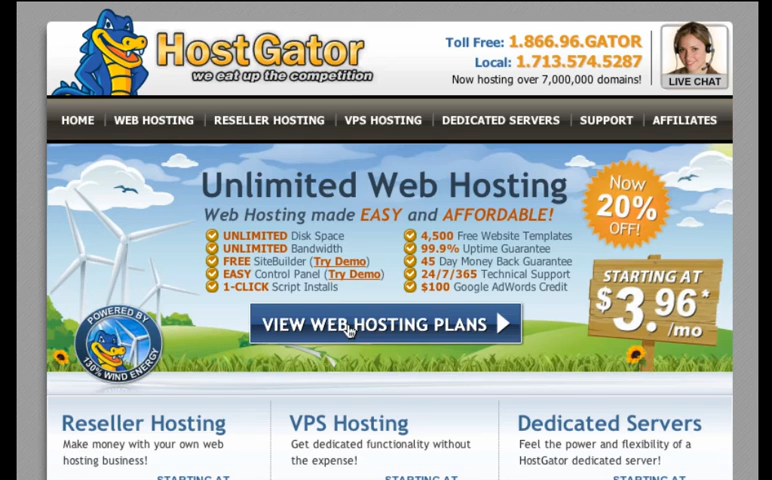 HostGator
we eat up the competition
Toll Free: 1.866.96.GATOR
Local: 1.713.574.5287
Now hosting over 7,000,000 domains!
LIVE CHAT
HOME | WEB HOSTING | RESELLER HOSTING | VPS HOSTING | DEDICATED SERVERS | SUPPORT | AFFILIATES
Unlimited Web Hosting
Web Hosting made EASY and AFFORDABLE!
UNLIMITED Disk Space
UNLIMITED Bandwidth
FREE SiteBuilder (Try Demo)
EASY Control Panel (Try Demo)
1-CLICK Script Installs
4,500 Free Website Templates
99.9% Uptime Guarantee
45 Day Money Back Guarantee
24/7/365 Technical Support
$100 Google AdWords Credit
Now
20%
OFF!
STARTING AT
$3.96*
/mo
VIEW WEB HOSTING PLANS
POWERED BY
130% WIND ENERGY
Reseller Hosting
Make money with your own web
hosting business!
STARTING AT
VPS Hosting
Get dedicated functionality without
the expense!
STARTING AT
Dedicated Servers
Feel the power and flexibility of a
HostGator dedicated server!
STARTING AT